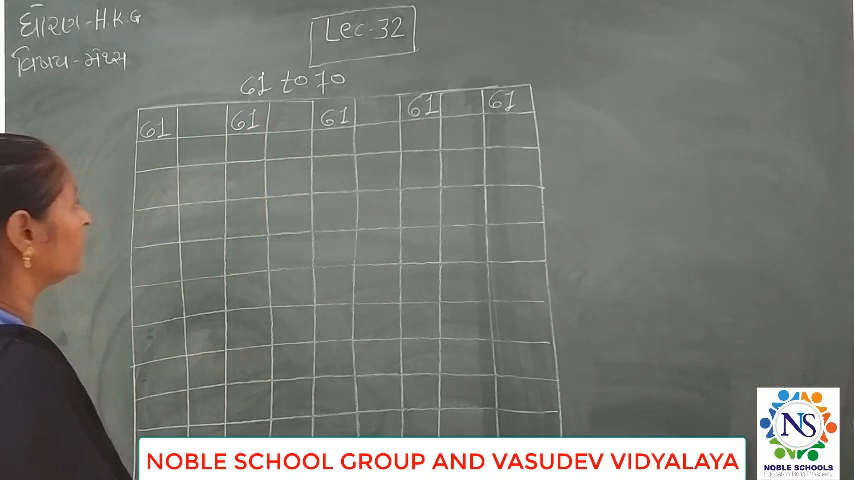 ધોરણ-H.K.G
વિષય-મેથ્સ
Lec-32
61 to 70
61 61 61 61 61
NOBLE SCHOOL GROUP AND VASUDEV VIDYALAYA
NS
NOBLE SCHOOLS